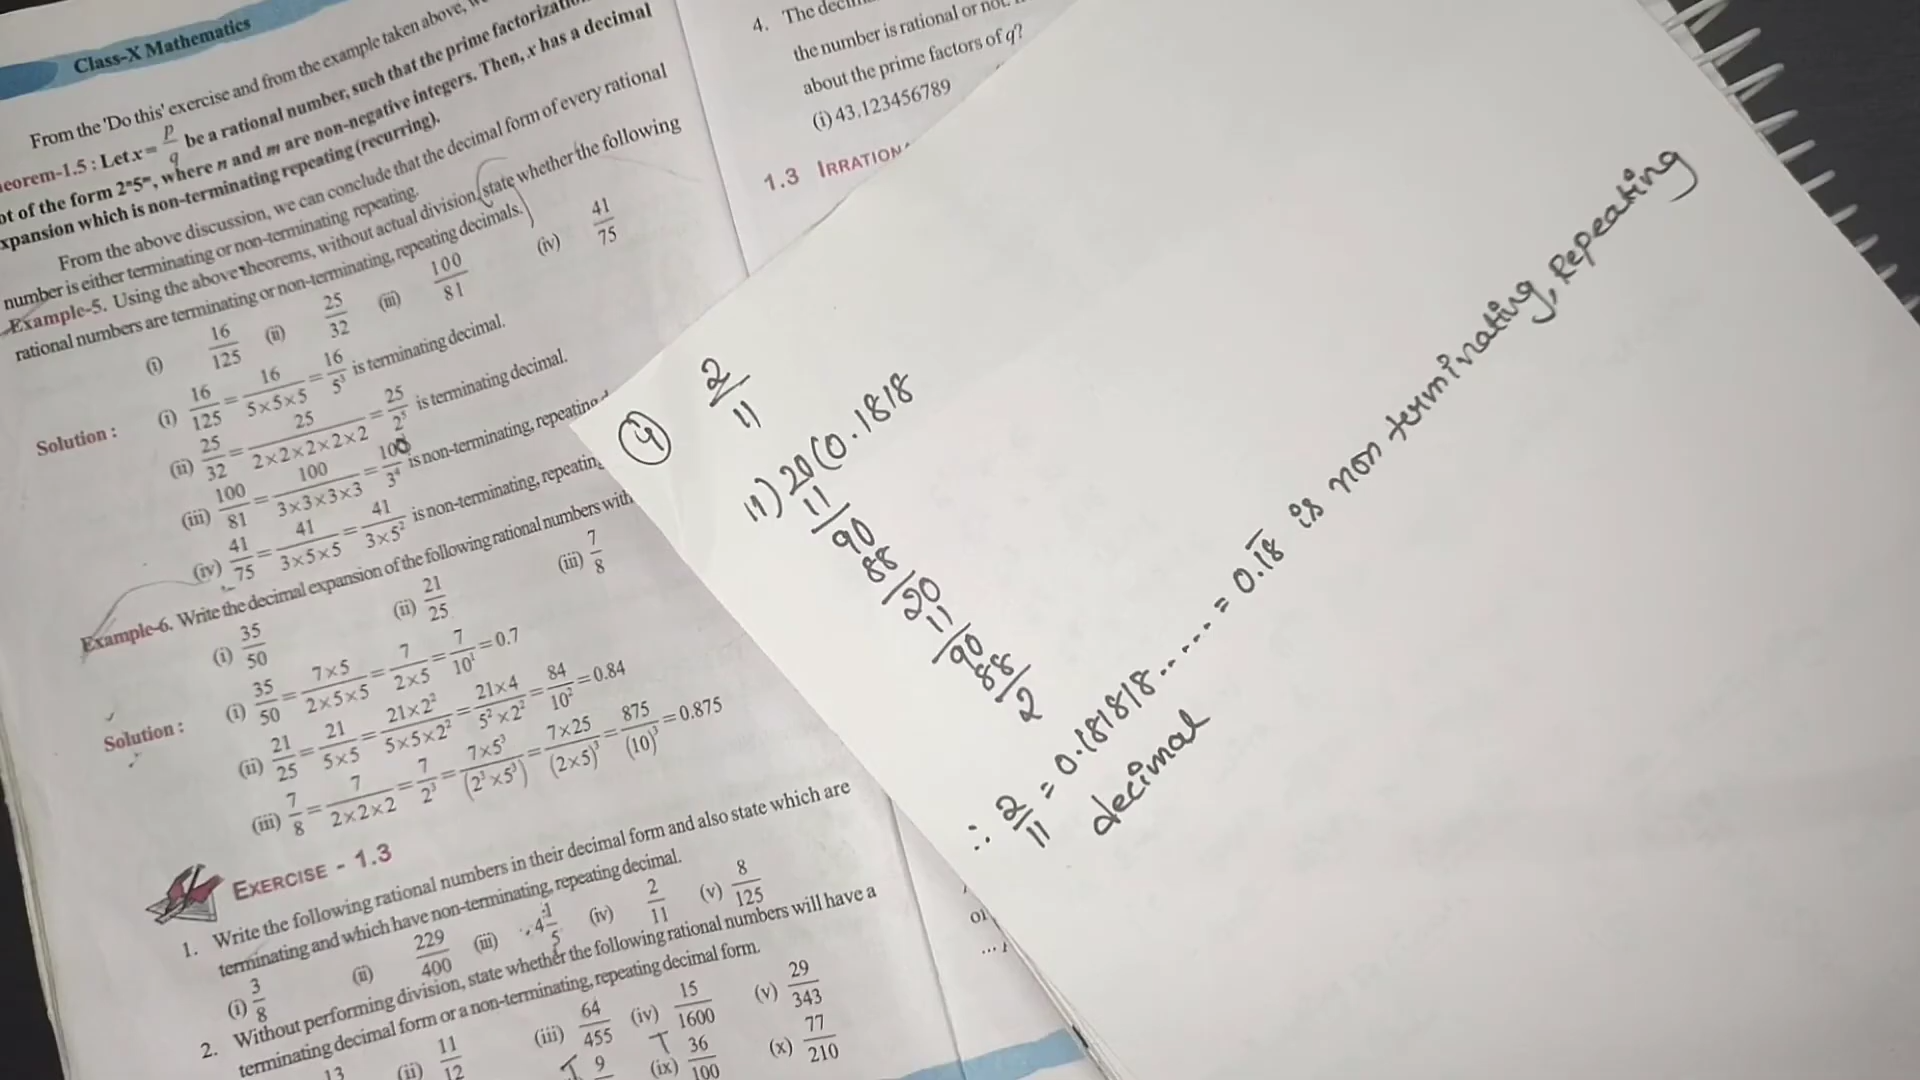 Class-X Mathematics
From the 'Do this' exercise and from the example taken above,
eorem-1.5 : Let x = p/q be a rational number, such that the prime factorizatio
ot of the form 2ⁿ5ᵐ, where n and m are non-negative integers. Then, x has a decimal
xpansion which is non-terminating repeating (recurring).
From the above discussion, we can conclude that the decimal form of every rational
number is either terminating or non-terminating repeating.
Example-5. Using the above theorems, without actual division, state whether the following
rational numbers are terminating or non-terminating, repeating decimals.
(i) 16/125 (ii) 25/32 (iii) 100/81 (iv) 41/75
Solution : (i) 16/125 = 16/5×5×5 = 16/5³ is terminating decimal.
(ii) 25/32 = 25/2×2×2×2×2 = 25/2⁵ is terminating decimal.
(iii) 100/81 = 100/3×3×3×3 = 100/3⁴ is non-terminating, repeating
(iv) 41/75 = 41/3×5×5 = 41/3×5² is non-terminating, repeating
Example-6. Write the decimal expansion of the following rational numbers with
(i) 35/50 (ii) 21/25 (iii) 7/8
Solution : (i) 35/50 = 7×5/2×5×5 = 7/2×5 = 7/10¹ = 0.7
(ii) 21/25 = 21/5×5 = 21×2²/5×5×2² = 21×4/5²×2² = 84/10² = 0.84
(iii) 7/8 = 7/2×2×2 = 7/2³ = 7×5³/(2³×5³) = 7×25/(2×5)³ = 875/(10)³ = 0.875
EXERCISE - 1.3
1. Write the following rational numbers in their decimal form and also state which are
terminating and which have non-terminating, repeating decimal.
(i) 3/8 (ii) 229/400 (iii) 4 1/5 (iv) 2/11 (v) 8/125
2. Without performing division, state whether the following rational numbers will have a
terminating decimal form or a non-terminating, repeating decimal form.
13 (ii) 11/12 (iii) 64/455 (iv) 15/1600 (v) 29/343
9 (ix) 36/100 (x) 77/210
T T
4. The decim
the number is rational or not.
about the prime factors of q?
(i) 43.123456789
1.3 IRRATIONA
4 2/11
11) 20 (0.1818
11
90
88
20
11
90
88
2
∴ 2/11 = 0.181818...... = 0.1̅8̅ is non terminating, Repeating
decimal